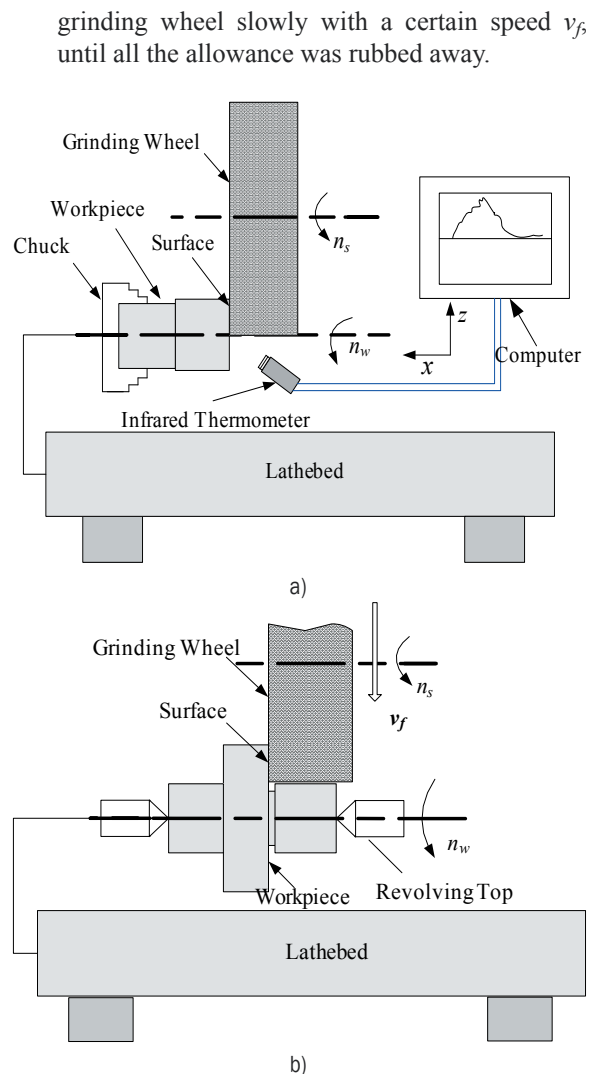 grinding wheel slowly with a certain speed vf,
until all the allowance was rubbed away.
Grinding Wheel
Workpiece
Chuck
Surface
ns
nw
z
x
Computer
Infrared Thermometer
Lathebed
a)
Grinding Wheel
ns
Surface
vf
nw
Workpiece
Revolving Top
Lathebed
b)